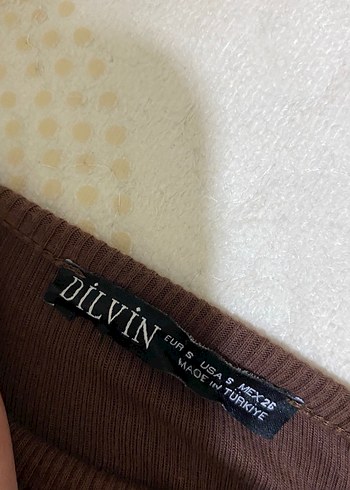 DİLVİN
EUR S USA S MEX 26
MADE IN TÜRKİYE